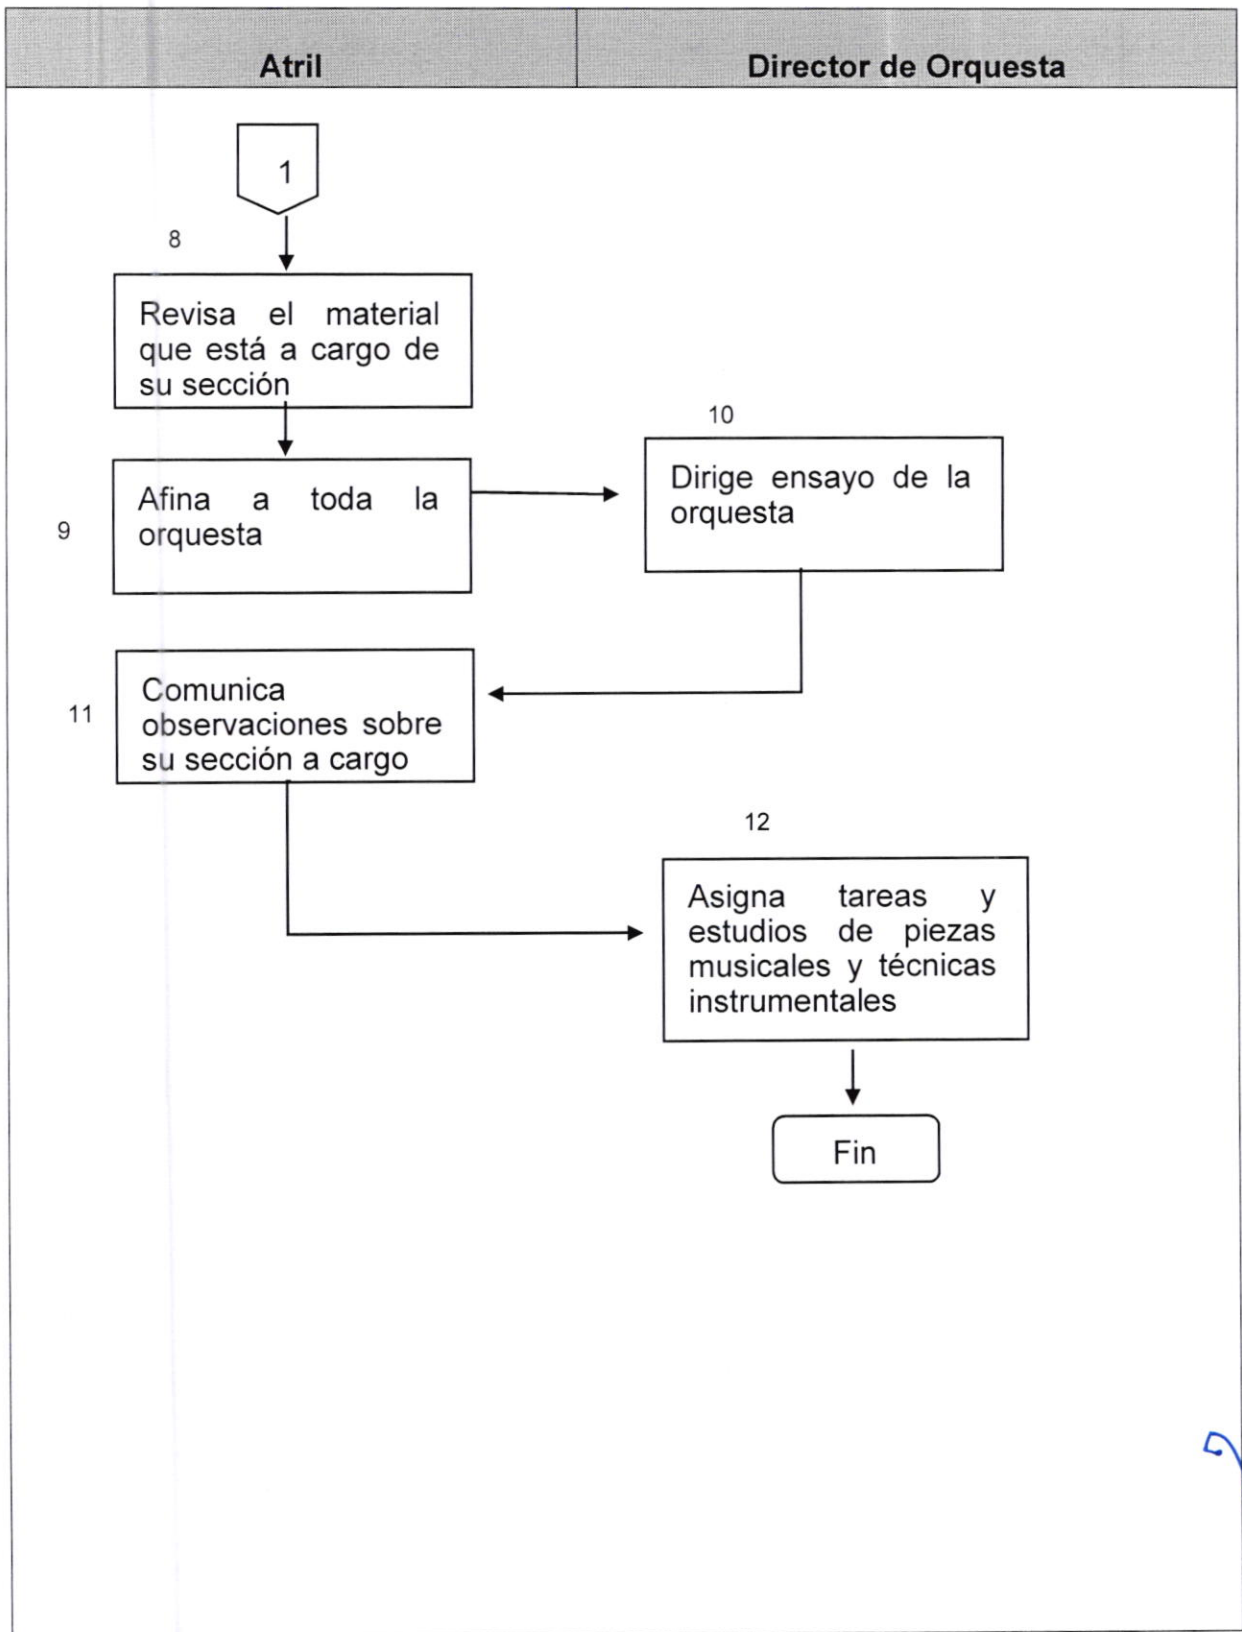 Atril
Director de Orquesta
1
8
Revisa el material
que está a cargo de
su sección
10
Dirige ensayo de la
orquesta
9
Afina a toda la
orquesta
11
Comunica
observaciones sobre
su sección a cargo
12
Asigna tareas y
estudios de piezas
musicales y técnicas
instrumentales
Fin